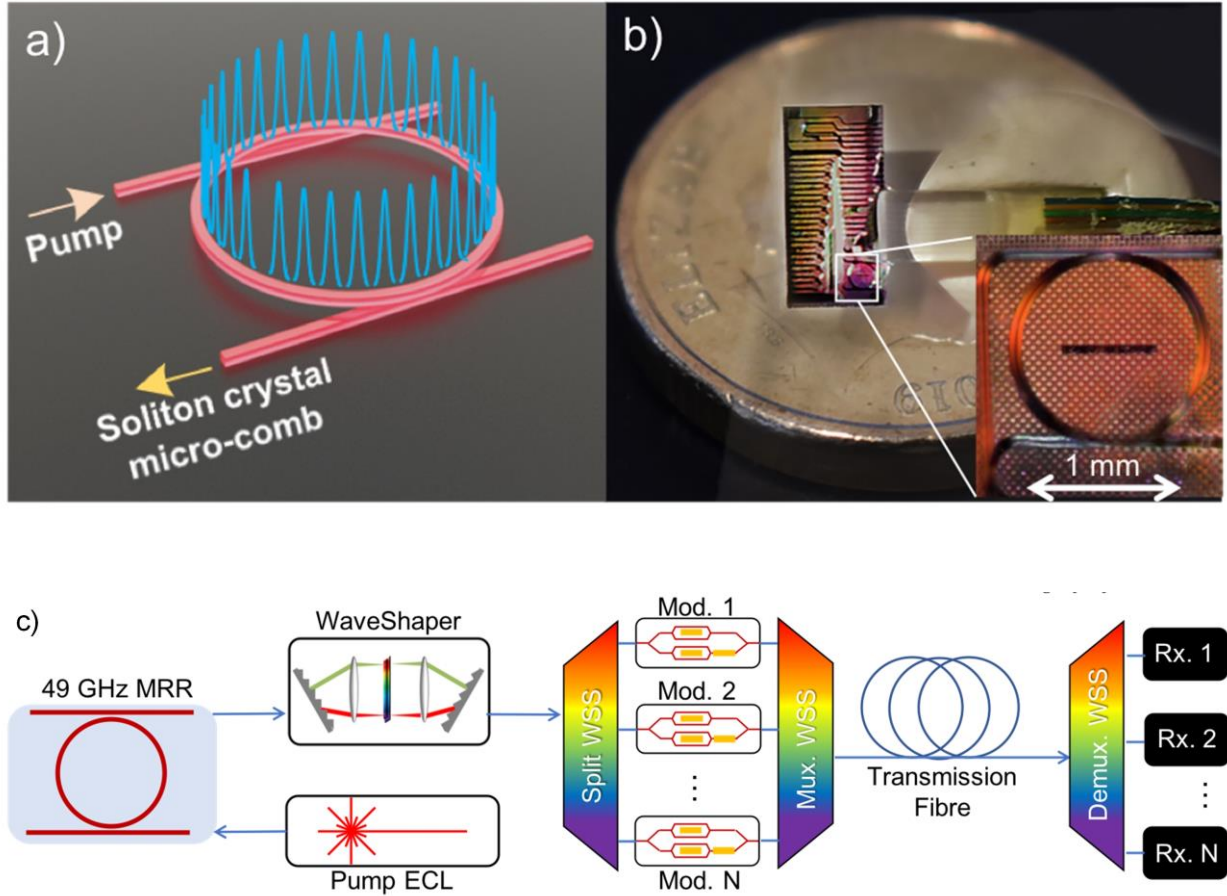 a)
Pump
Soliton crystal
micro-comb
b)
1 mm
c)
49 GHz MRR
WaveShaper
Pump ECL
Split WSS
Mod. 1
Mod. 2
⋮
Mod. N
Mux. WSS
Transmission
Fibre
Demux. WSS
Rx. 1
Rx. 2
⋮
Rx. N